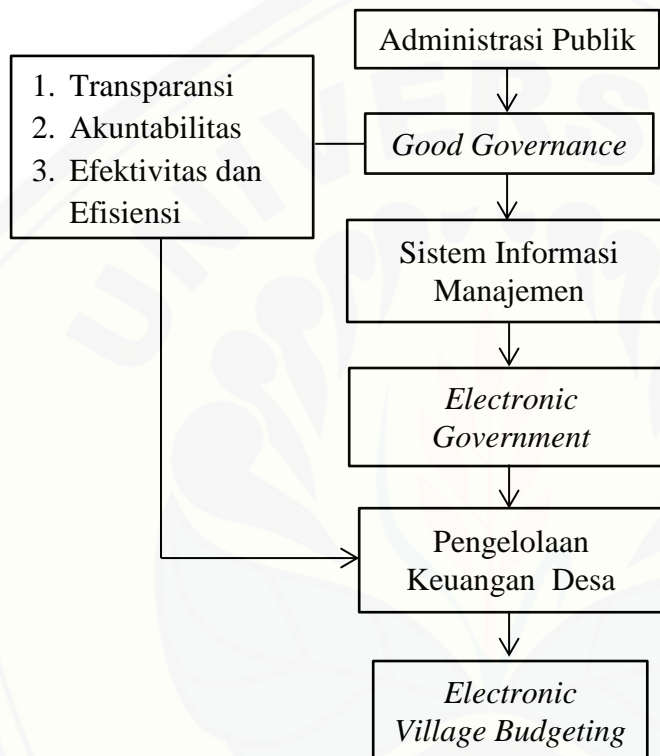 Administrasi Publik
1. Transparansi
2. Akuntabilitas
3. Efektivitas dan
Efisiensi
Good Governance
Sistem Informasi
Manajemen
Electronic
Government
Pengelolaan
Keuangan Desa
Electronic
Village Budgeting
UNIVERS